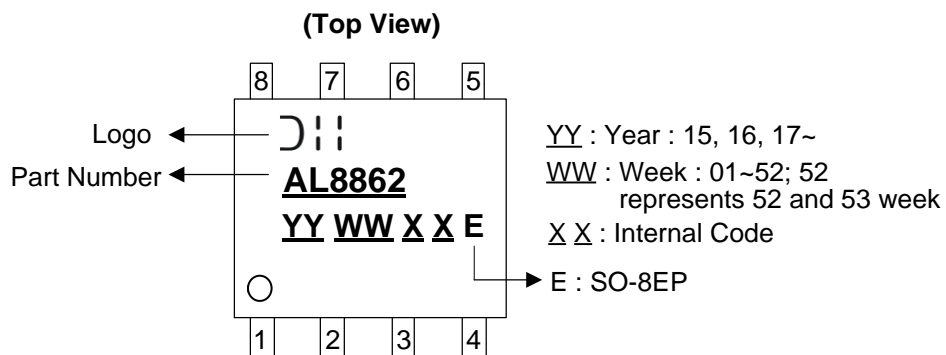 (Top View)
8 7 6 5
Logo
Part Number
AL8862
YY WW X X E
1 2 3 4
YY : Year : 15, 16, 17~
WW : Week : 01~52; 52
represents 52 and 53 week
X X : Internal Code
E : SO-8EP